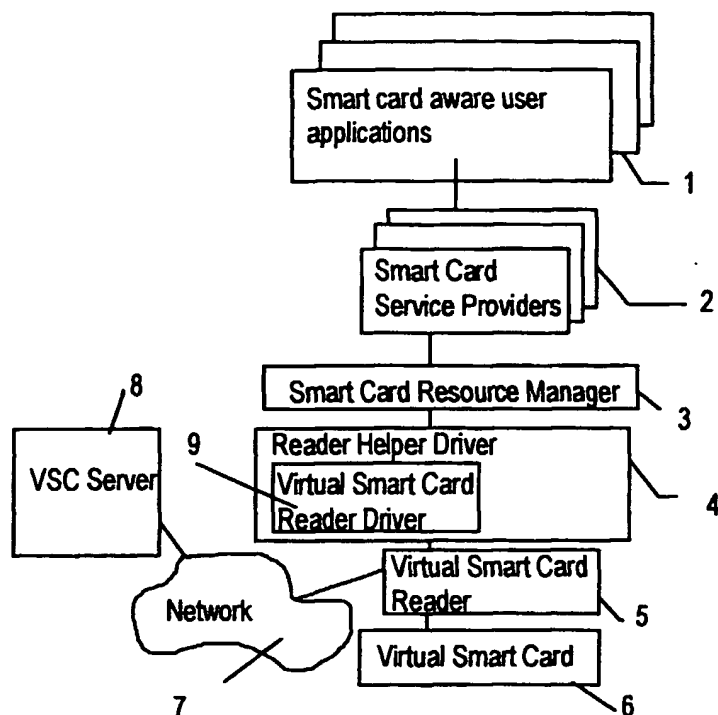 Smart card aware user
applications
1
Smart Card
Service Providers
2
Smart Card Resource Manager
3
8
VSC Server
9
Reader Helper Driver
Virtual Smart Card
Reader Driver
4
Virtual Smart Card
Reader
5
Network
7
Virtual Smart Card
6